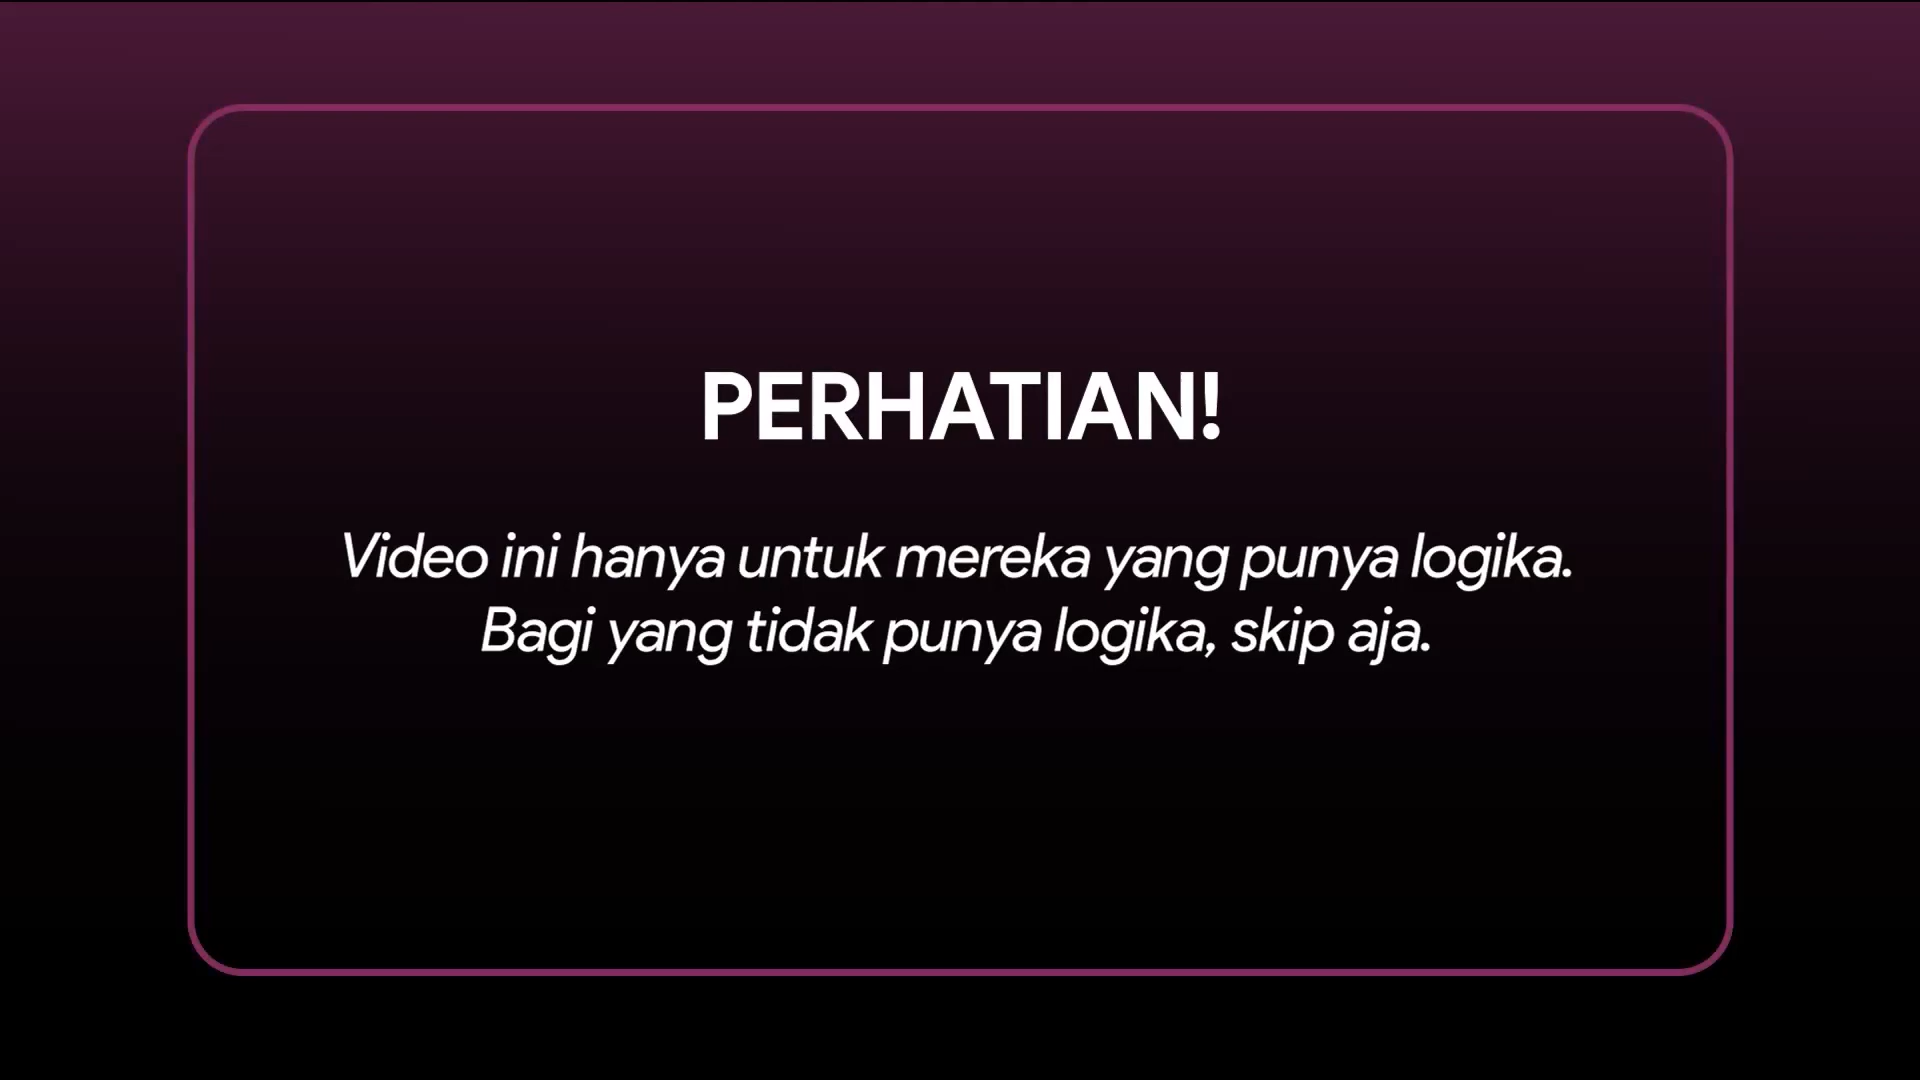 PERHATIAN!
Video ini hanya untuk mereka yang punya logika.
Bagi yang tidak punya logika, skip aja.